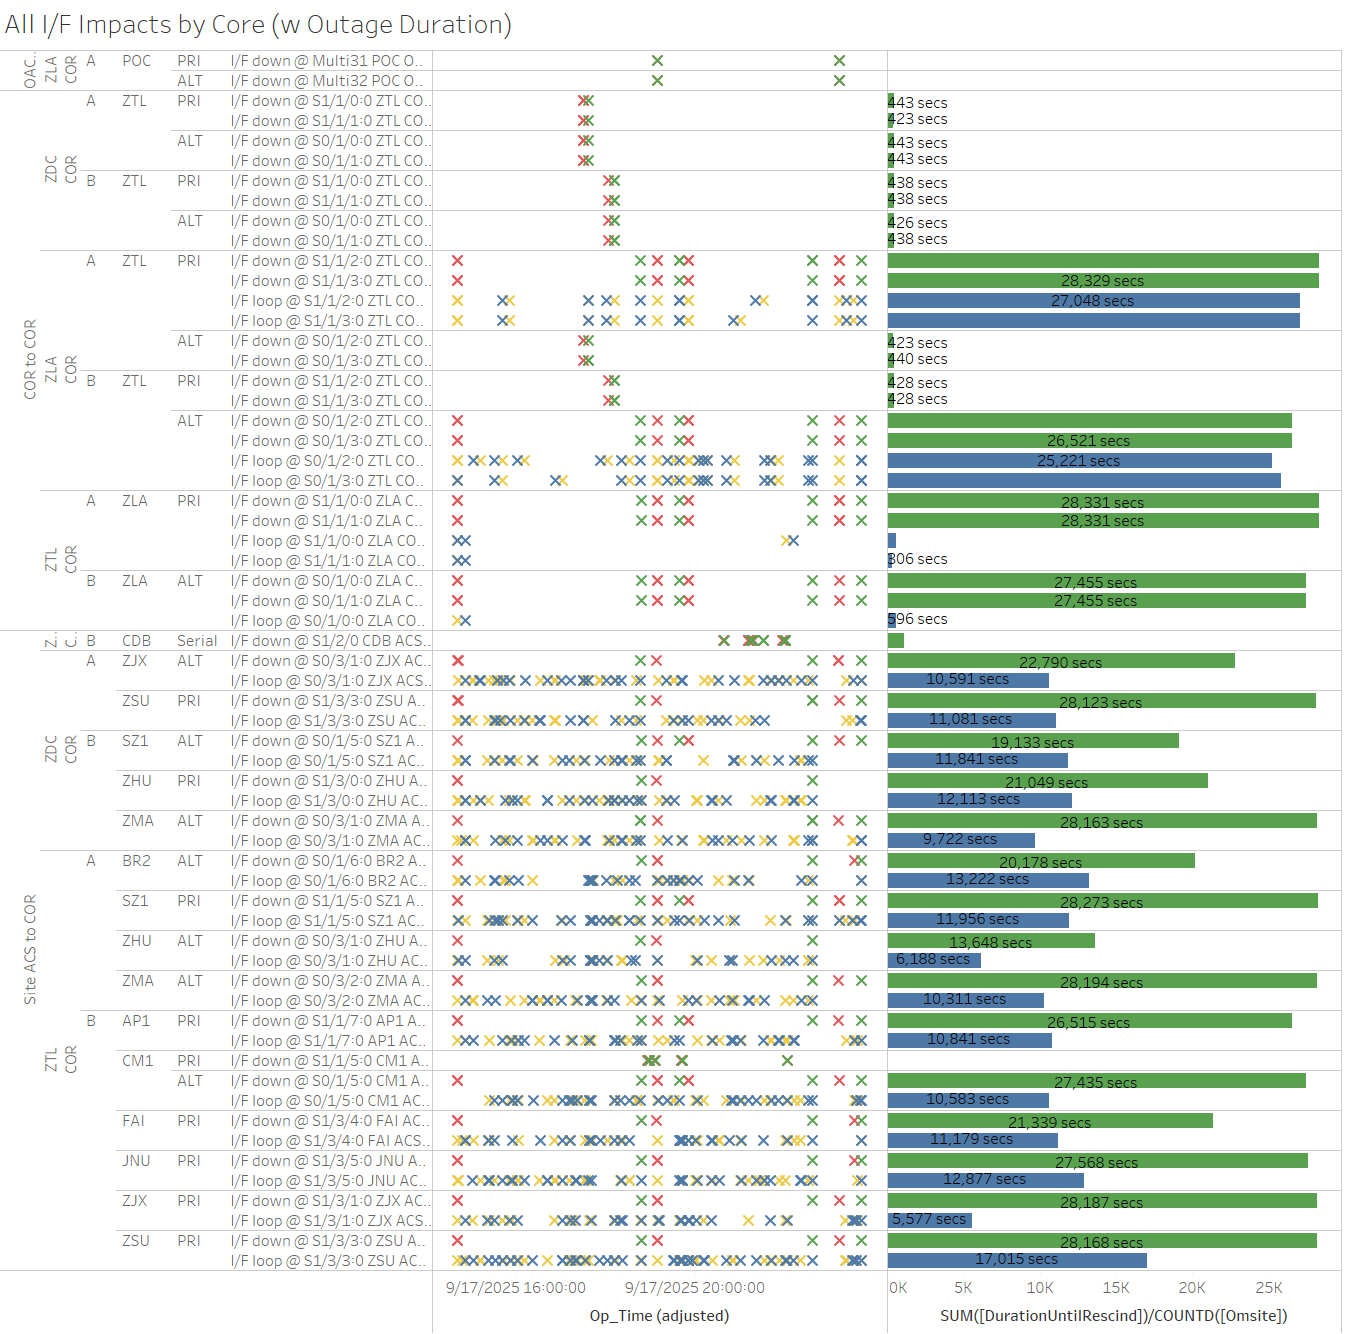 All I/F Impacts by Core (w Outage Duration)
OAC.. ZLA COR A POC PRI I/F down @ Multi31 POC O..
ALT I/F down @ Multi32 POC O..
COR to COR ZDC COR A ZTL PRI I/F down @ S1/1/0:0 ZTL CO.. 443 secs
I/F down @ S1/1/1:0 ZTL CO.. 423 secs
ALT I/F down @ S0/1/0:0 ZTL CO.. 443 secs
I/F down @ S0/1/1:0 ZTL CO.. 443 secs
B ZTL PRI I/F down @ S1/1/0:0 ZTL CO.. 438 secs
I/F down @ S1/1/1:0 ZTL CO.. 438 secs
ALT I/F down @ S0/1/0:0 ZTL CO.. 426 secs
I/F down @ S0/1/1:0 ZTL CO.. 438 secs
ZLA COR A ZTL PRI I/F down @ S1/1/2:0 ZTL CO..
I/F down @ S1/1/3:0 ZTL CO.. 28,329 secs
I/F loop @ S1/1/2:0 ZTL CO.. 27,048 secs
I/F loop @ S1/1/3:0 ZTL CO..
ALT I/F down @ S0/1/2:0 ZTL CO.. 423 secs
I/F down @ S0/1/3:0 ZTL CO.. 440 secs
B ZTL PRI I/F down @ S1/1/2:0 ZTL CO.. 428 secs
I/F down @ S1/1/3:0 ZTL CO.. 428 secs
ALT I/F down @ S0/1/2:0 ZTL CO..
I/F down @ S0/1/3:0 ZTL CO.. 26,521 secs
I/F loop @ S0/1/2:0 ZTL CO.. 25,221 secs
I/F loop @ S0/1/3:0 ZTL CO..
ZTL COR A ZLA PRI I/F down @ S1/1/0:0 ZLA C.. 28,331 secs
I/F down @ S1/1/1:0 ZLA C.. 28,331 secs
I/F loop @ S1/1/0:0 ZLA CO..
I/F loop @ S1/1/1:0 ZLA CO.. 306 secs
B ZLA ALT I/F down @ S0/1/0:0 ZLA C.. 27,455 secs
I/F down @ S0/1/1:0 ZLA C.. 27,455 secs
I/F loop @ S0/1/0:0 ZLA CO.. 596 secs
Site ACS to COR Z.. C.. B CDB Serial I/F down @ S1/2/0 CDB ACS..
ZDC COR A ZJX ALT I/F down @ S0/3/1:0 ZJX AC.. 22,790 secs
I/F loop @ S0/3/1:0 ZJX ACS.. 10,591 secs
ZSU PRI I/F down @ S1/3/3:0 ZSU A.. 28,123 secs
I/F loop @ S1/3/3:0 ZSU AC.. 11,081 secs
B SZ1 ALT I/F down @ S0/1/5:0 SZ1 A.. 19,133 secs
I/F loop @ S0/1/5:0 SZ1 AC.. 11,841 secs
ZHU PRI I/F down @ S1/3/0:0 ZHU A.. 21,049 secs
I/F loop @ S1/3/0:0 ZHU AC.. 12,113 secs
ZMA ALT I/F down @ S0/3/1:0 ZMA A.. 28,163 secs
I/F loop @ S0/3/1:0 ZMA AC.. 9,722 secs
ZTL COR A BR2 ALT I/F down @ S0/1/6:0 BR2 A.. 20,178 secs
I/F loop @ S0/1/6:0 BR2 AC.. 13,222 secs
SZ1 PRI I/F down @ S1/1/5:0 SZ1 A.. 28,273 secs
I/F loop @ S1/1/5:0 SZ1 AC.. 11,956 secs
ZHU ALT I/F down @ S0/3/1:0 ZHU A.. 13,648 secs
I/F loop @ S0/3/1:0 ZHU AC.. 6,188 secs
ZMA ALT I/F down @ S0/3/2:0 ZMA A.. 28,194 secs
I/F loop @ S0/3/2:0 ZMA AC.. 10,311 secs
B AP1 PRI I/F down @ S1/1/7:0 AP1 A.. 26,515 secs
I/F loop @ S1/1/7:0 AP1 AC.. 10,841 secs
CM1 PRI I/F down @ S1/1/5:0 CM1 A..
ALT I/F down @ S0/1/5:0 CM1 A.. 27,435 secs
I/F loop @ S0/1/5:0 CM1 AC.. 10,583 secs
FAI PRI I/F down @ S1/3/4:0 FAI AC.. 21,339 secs
I/F loop @ S1/3/4:0 FAI ACS.. 11,179 secs
JNU PRI I/F down @ S1/3/5:0 JNU A.. 27,568 secs
I/F loop @ S1/3/5:0 JNU AC.. 12,877 secs
ZJX PRI I/F down @ S1/3/1:0 ZJX AC.. 28,187 secs
I/F loop @ S1/3/1:0 ZJX ACS.. 5,577 secs
ZSU PRI I/F down @ S1/3/3:0 ZSU A.. 28,168 secs
I/F loop @ S1/3/3:0 ZSU AC.. 17,015 secs
9/17/2025 16:00:00 9/17/2025 20:00:00 0K 5K 10K 15K 20K 25K
Op_Time (adjusted) SUM([DurationUntilRescind])/COUNTD([Omsite])